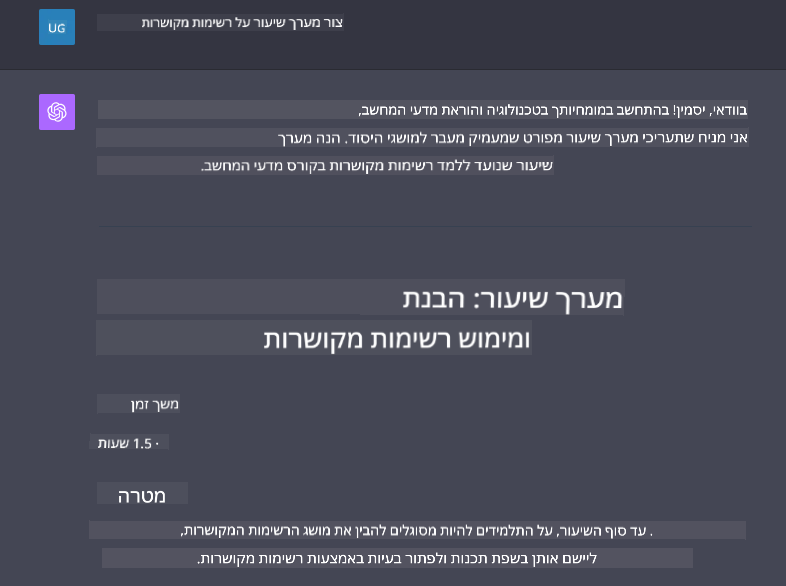 UG
צור מערך שיעור על רשימות מקושרות
בוודאי, יסמין! בהתחשב במומחיותך בטכנולוגיה והוראת מדעי המחשב,
אני מניח שתעריכי מערך שיעור מפורט שמעמיק מעבר למושגי היסוד. הנה מערך
שיעור שנועד ללמד רשימות מקושרות בקורס מדעי המחשב.
מערך שיעור: הבנת
ומימוש רשימות מקושרות
משך זמן
· 1.5 שעות
מטרה
. עד סוף השיעור, על התלמידים להיות מסוגלים להבין את מושג הרשימות המקושרות,
ליישם אותן בשפת תכנות ולפתור בעיות באמצעות רשימות מקושרות.